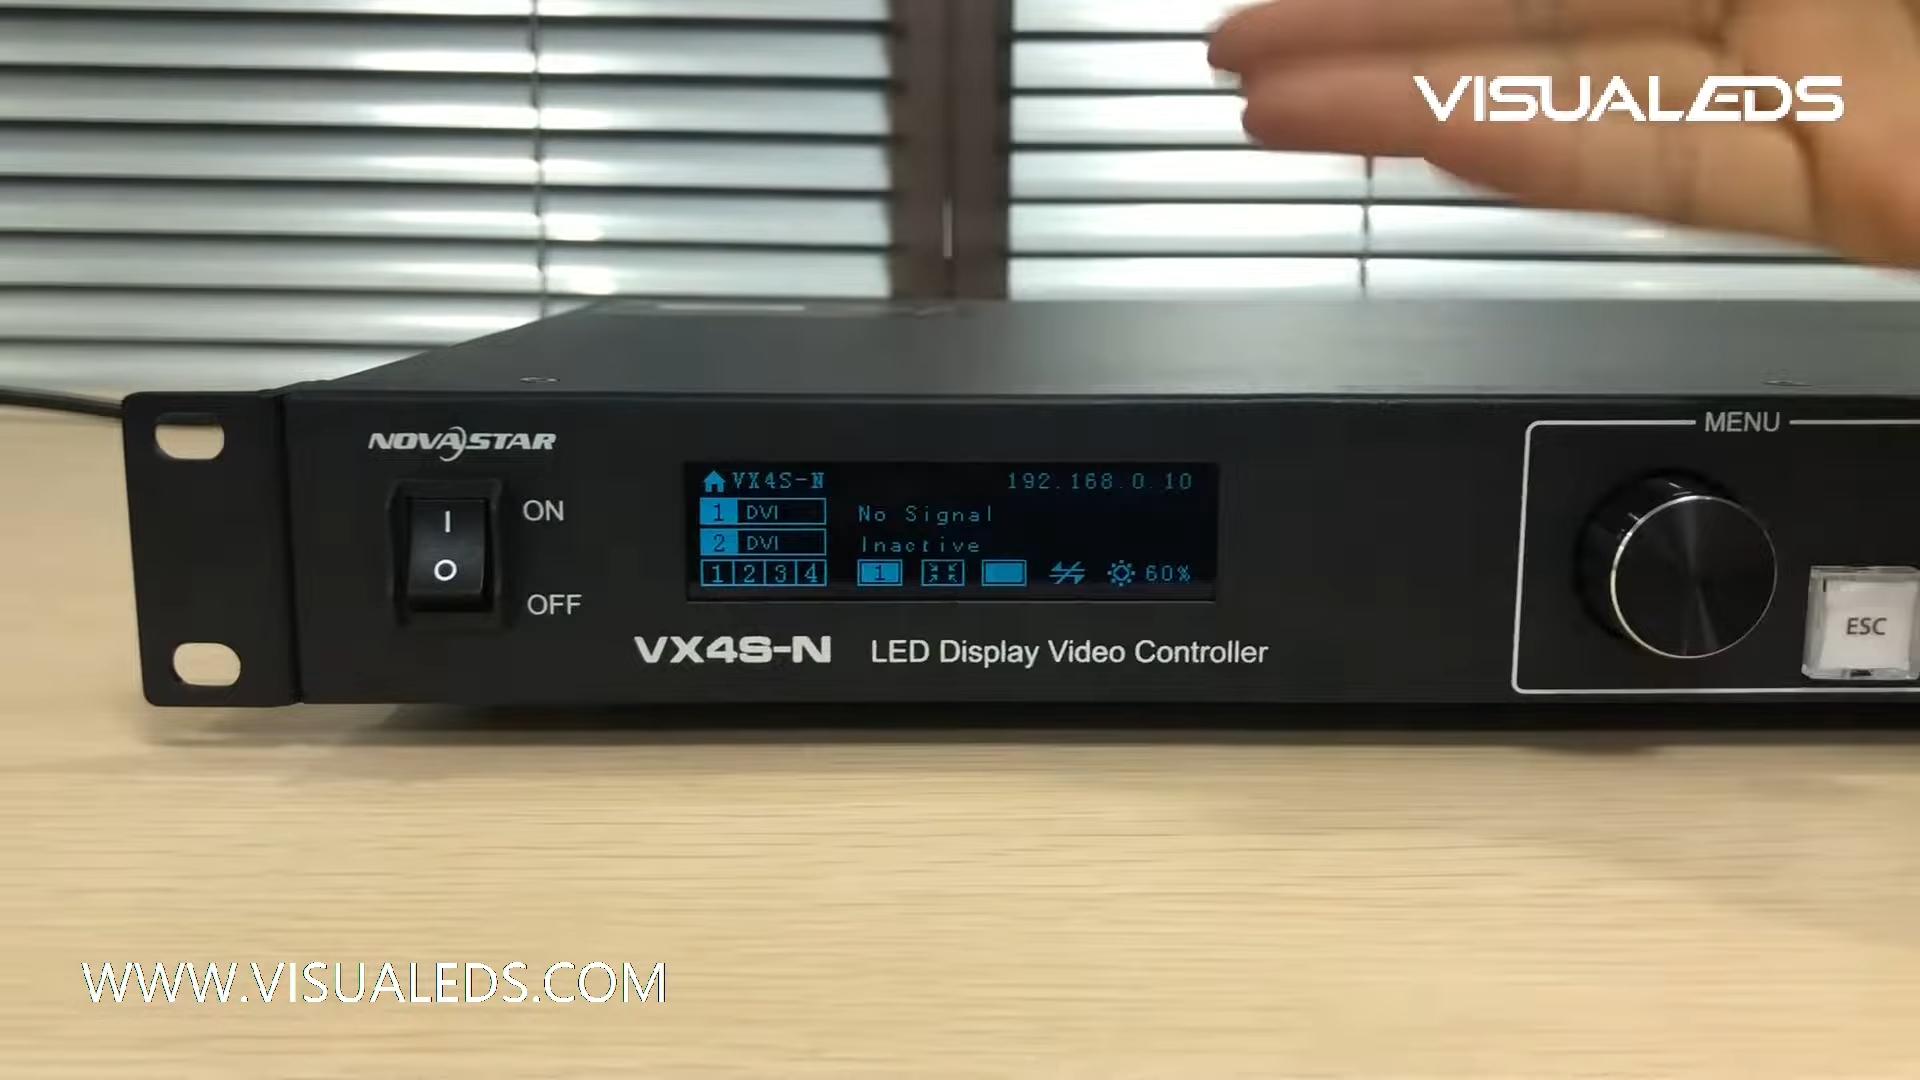 VISUALEDS
MENU
NOVASTAR
VX4S-N 192.168.0.10
I ON
1 DVI No Signal
2 DVI Inactive
1 2 3 4 1 60%
O OFF
ESC
VX4S-N LED Display Video Controller
WWW.VISUALEDS.COM